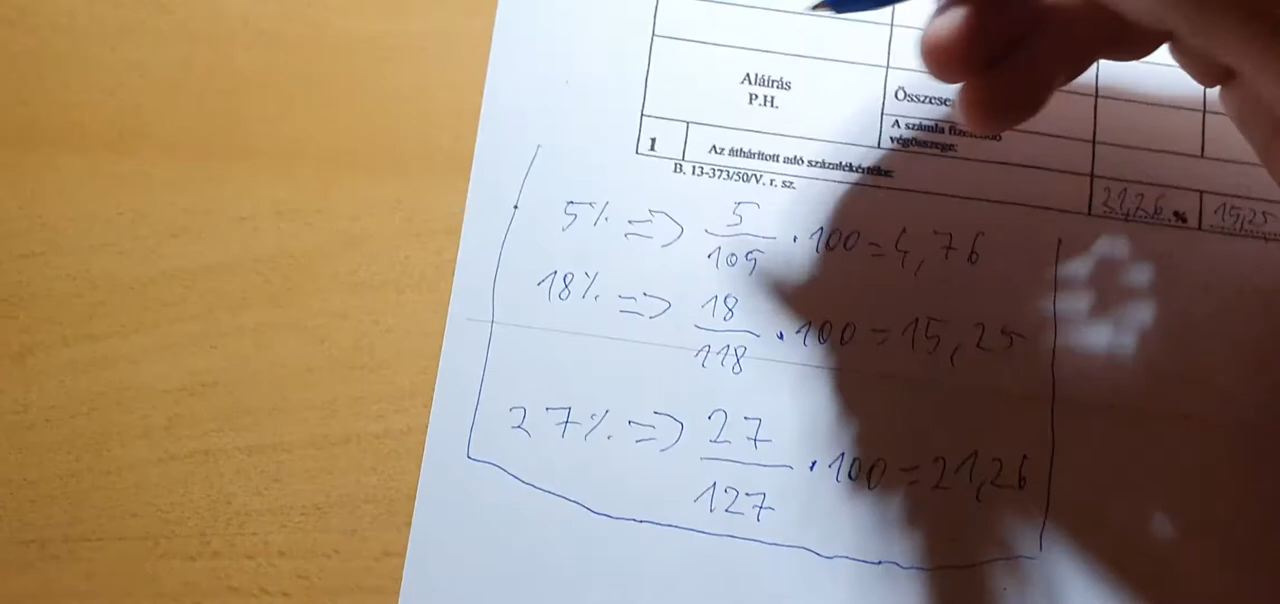 Aláírás
P.H.
Összese
A számla
végösszege:
1 Az áthárított adó százalékértéke:
21,26 % 15,25
B. 13-373/50/V. r. sz.
5% => 5/105 · 100 = 4,76
18% => 18/118 · 100 = 15,25
27% => 27/127 · 100 = 21,26